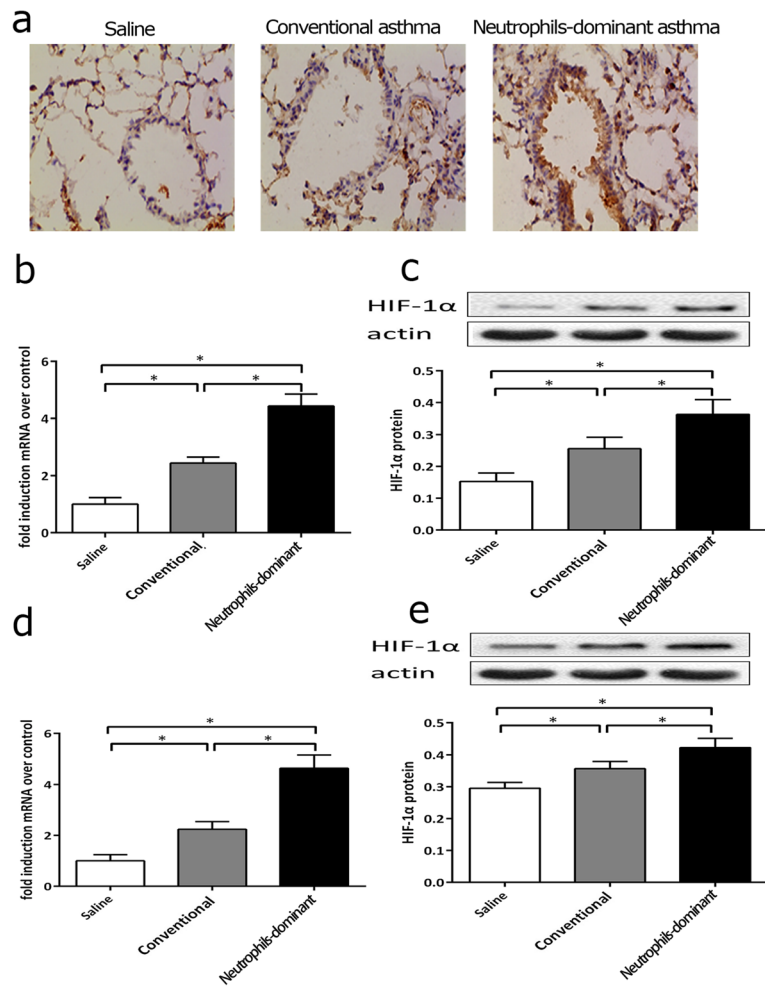 a
Saline
Conventional asthma
Neutrophils-dominant asthma
b
fold induction mRNA over control
6
4
2
0
*
*
*
Saline
Conventional
Neutrophils-dominant
c
HIF-1α
actin
HIF-1α protein
0.5
0.4
0.3
0.2
0.1
0.0
*
*
*
Saline
Conventional
Neutrophils-dominant
d
fold induction mRNA over control
6
4
2
0
*
*
*
Saline
Conventional
Neutrophils-dominant
e
HIF-1α
actin
HIF-1α protein
0.5
0.4
0.3
0.2
0.1
0.0
*
*
*
Saline
Conventional
Neutrophils-dominant